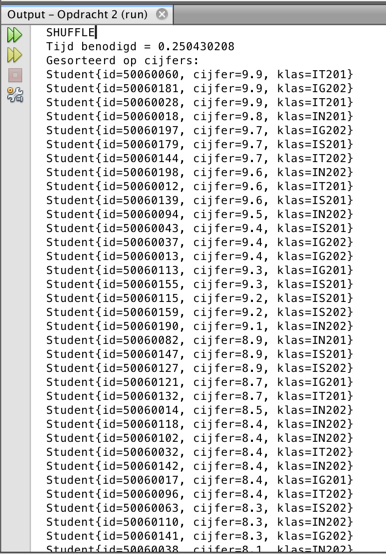 Output – Opdracht 2 (run)
SHUFFLE
Tijd benodigd = 0.250430208
Gesorteerd op cijfers:
Student{id=50060060, cijfer=9.9, klas=IT201}
Student{id=50060181, cijfer=9.9, klas=IG202}
Student{id=50060028, cijfer=9.9, klas=IG201}
Student{id=50060018, cijfer=9.8, klas=IN201}
Student{id=50060197, cijfer=9.7, klas=IG202}
Student{id=50060179, cijfer=9.7, klas=IS201}
Student{id=50060144, cijfer=9.7, klas=IT202}
Student{id=50060198, cijfer=9.6, klas=IN202}
Student{id=50060012, cijfer=9.6, klas=IT201}
Student{id=50060139, cijfer=9.6, klas=IS201}
Student{id=50060094, cijfer=9.5, klas=IN202}
Student{id=50060043, cijfer=9.4, klas=IS201}
Student{id=50060037, cijfer=9.4, klas=IG202}
Student{id=50060013, cijfer=9.4, klas=IG202}
Student{id=50060113, cijfer=9.3, klas=IG201}
Student{id=50060155, cijfer=9.3, klas=IS201}
Student{id=50060115, cijfer=9.2, klas=IS201}
Student{id=50060159, cijfer=9.2, klas=IS202}
Student{id=50060190, cijfer=9.1, klas=IN202}
Student{id=50060082, cijfer=8.9, klas=IN201}
Student{id=50060147, cijfer=8.9, klas=IS201}
Student{id=50060127, cijfer=8.9, klas=IS202}
Student{id=50060121, cijfer=8.7, klas=IG201}
Student{id=50060132, cijfer=8.7, klas=IT201}
Student{id=50060014, cijfer=8.5, klas=IN202}
Student{id=50060118, cijfer=8.4, klas=IN202}
Student{id=50060102, cijfer=8.4, klas=IN202}
Student{id=50060032, cijfer=8.4, klas=IT202}
Student{id=50060142, cijfer=8.4, klas=IN202}
Student{id=50060017, cijfer=8.4, klas=IG201}
Student{id=50060096, cijfer=8.4, klas=IT201}
Student{id=50060063, cijfer=8.3, klas=IS201}
Student{id=50060110, cijfer=8.3, klas=IN202}
Student{id=50060141, cijfer=8.3, klas=IG201}
Student{id=50060038, cijfer=8.1, klas=IN202}